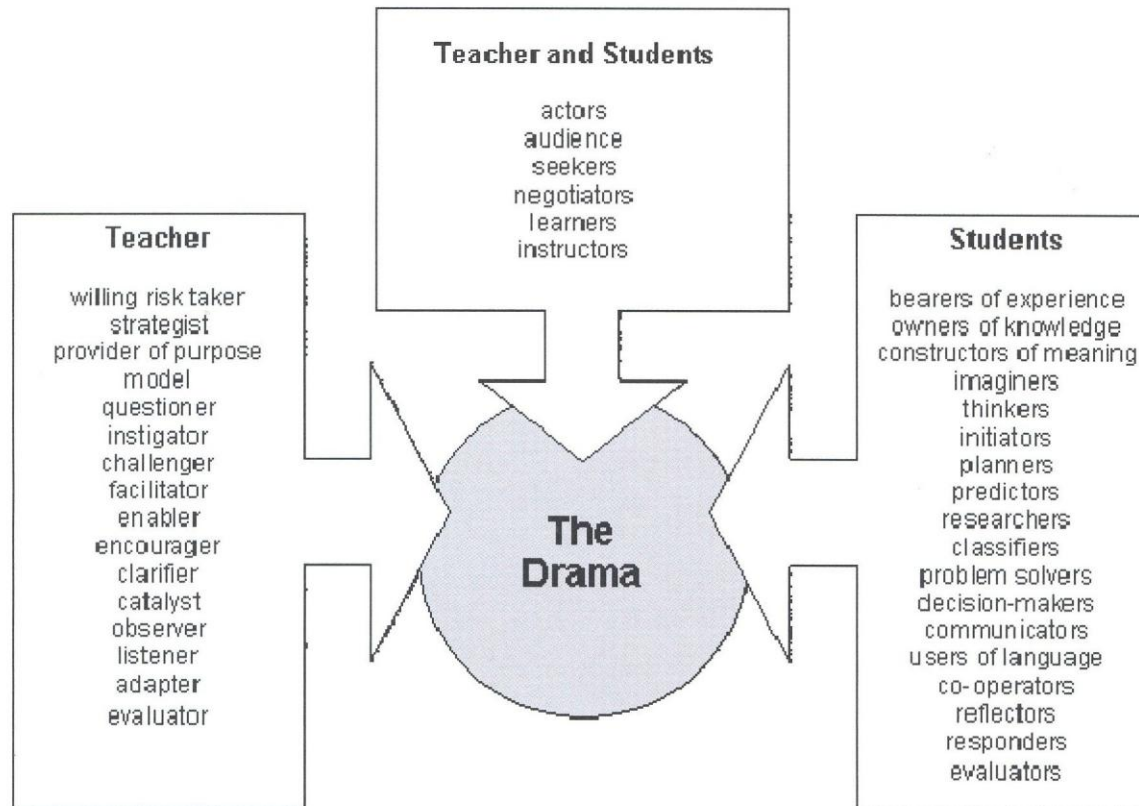 Teacher and Students
actors
audience
seekers
negotiators
learners
instructors
Teacher
willing risk taker
strategist
provider of purpose
model
questioner
instigator
challenger
facilitator
enabler
encourager
clarifier
catalyst
observer
listener
adapter
evaluator
Students
bearers of experience
owners of knowledge
constructors of meaning
imaginers
thinkers
initiators
planners
predictors
researchers
classifiers
problem solvers
decision-makers
communicators
users of language
co-operators
reflectors
responders
evaluators
The
Drama